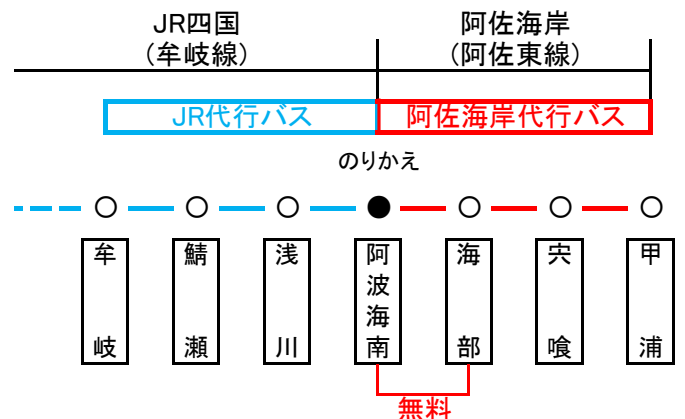 JR四国
（牟岐線）
阿佐海岸
（阿佐東線）
JR代行バス
阿佐海岸代行バス
のりかえ
牟岐
鯖瀬
浅川
阿波海南
海部
宍喰
甲浦
無料